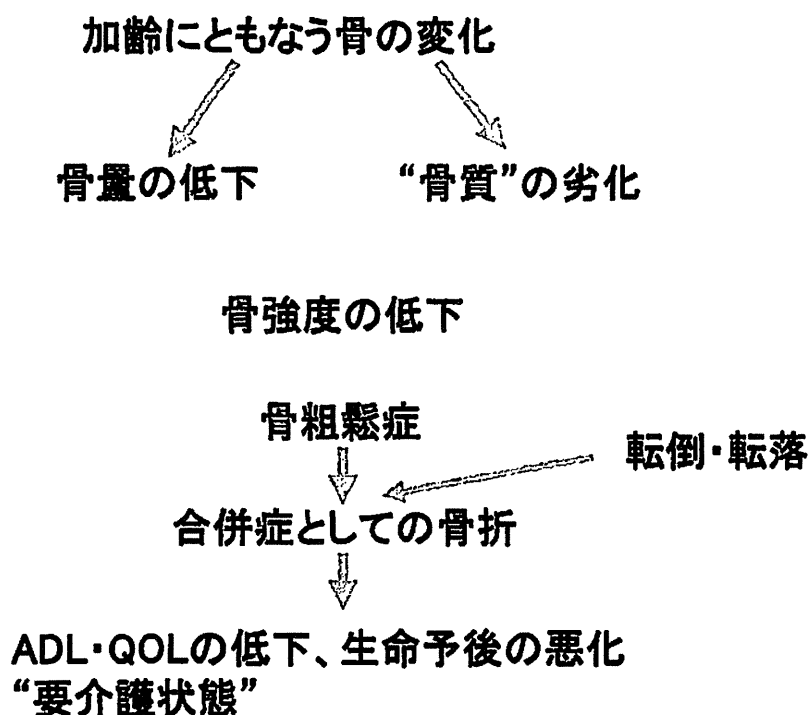 加齢にともなう骨の変化
骨量の低下
“骨質”の劣化
骨強度の低下
骨粗鬆症
転倒・転落
合併症としての骨折
ADL・QOLの低下、生命予後の悪化
“要介護状態”